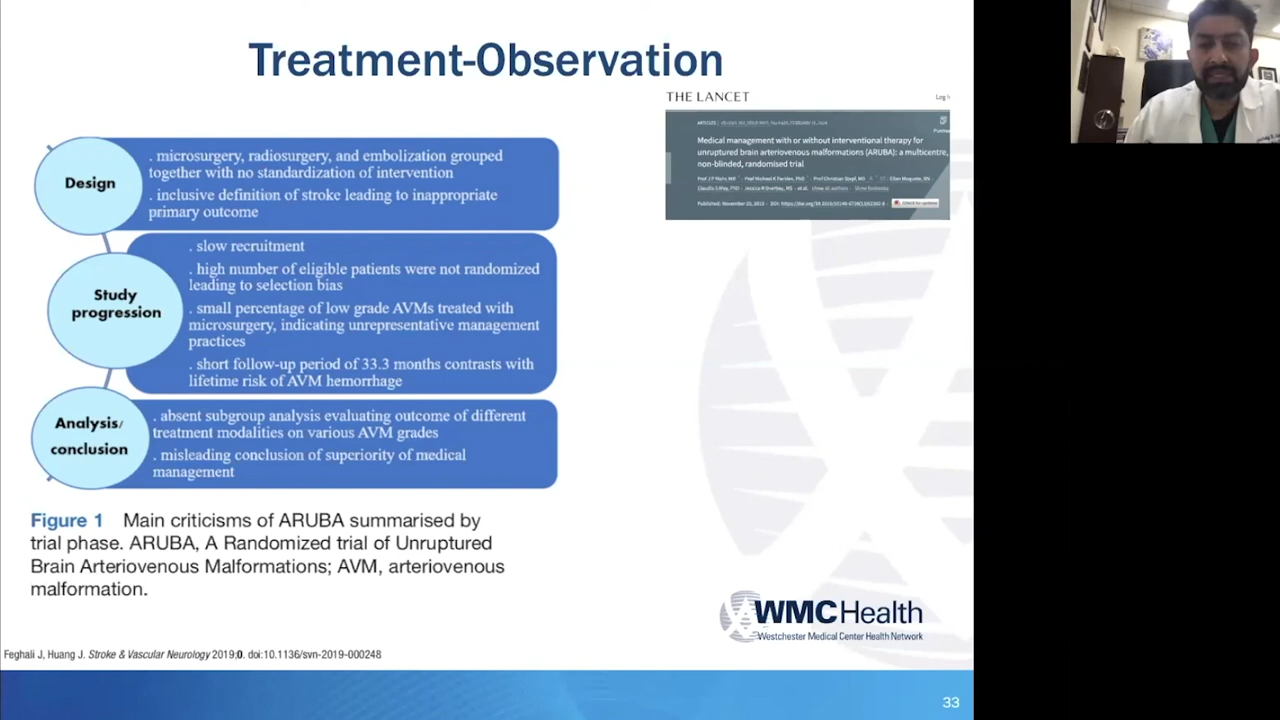 Treatment-Observation
THE LANCET
Log I
Medical management with or without interventional therapy for
unruptured brain arteriovenous malformations (ARUBA): a multicentre,
non-blinded, randomised trial
Design
. microsurgery, radiosurgery, and embolization grouped
together with no standardization of intervention
. inclusive definition of stroke leading to inappropriate
primary outcome
Study
progression
. slow recruitment
. high number of eligible patients were not randomized
leading to selection bias
. small percentage of low grade AVMs treated with
microsurgery, indicating unrepresentative management
practices
. short follow-up period of 33.3 months contrasts with
lifetime risk of AVM hemorrhage
Analysis/
conclusion
. absent subgroup analysis evaluating outcome of different
treatment modalities on various AVM grades
. misleading conclusion of superiority of medical
management
Figure 1 Main criticisms of ARUBA summarised by
trial phase. ARUBA, A Randomized trial of Unruptured
Brain Arteriovenous Malformations; AVM, arteriovenous
malformation.
WMCHealth
Westchester Medical Center Health Network
Feghali J, Huang J. Stroke & Vascular Neurology 2019;0. doi:10.1136/svn-2019-000248
33